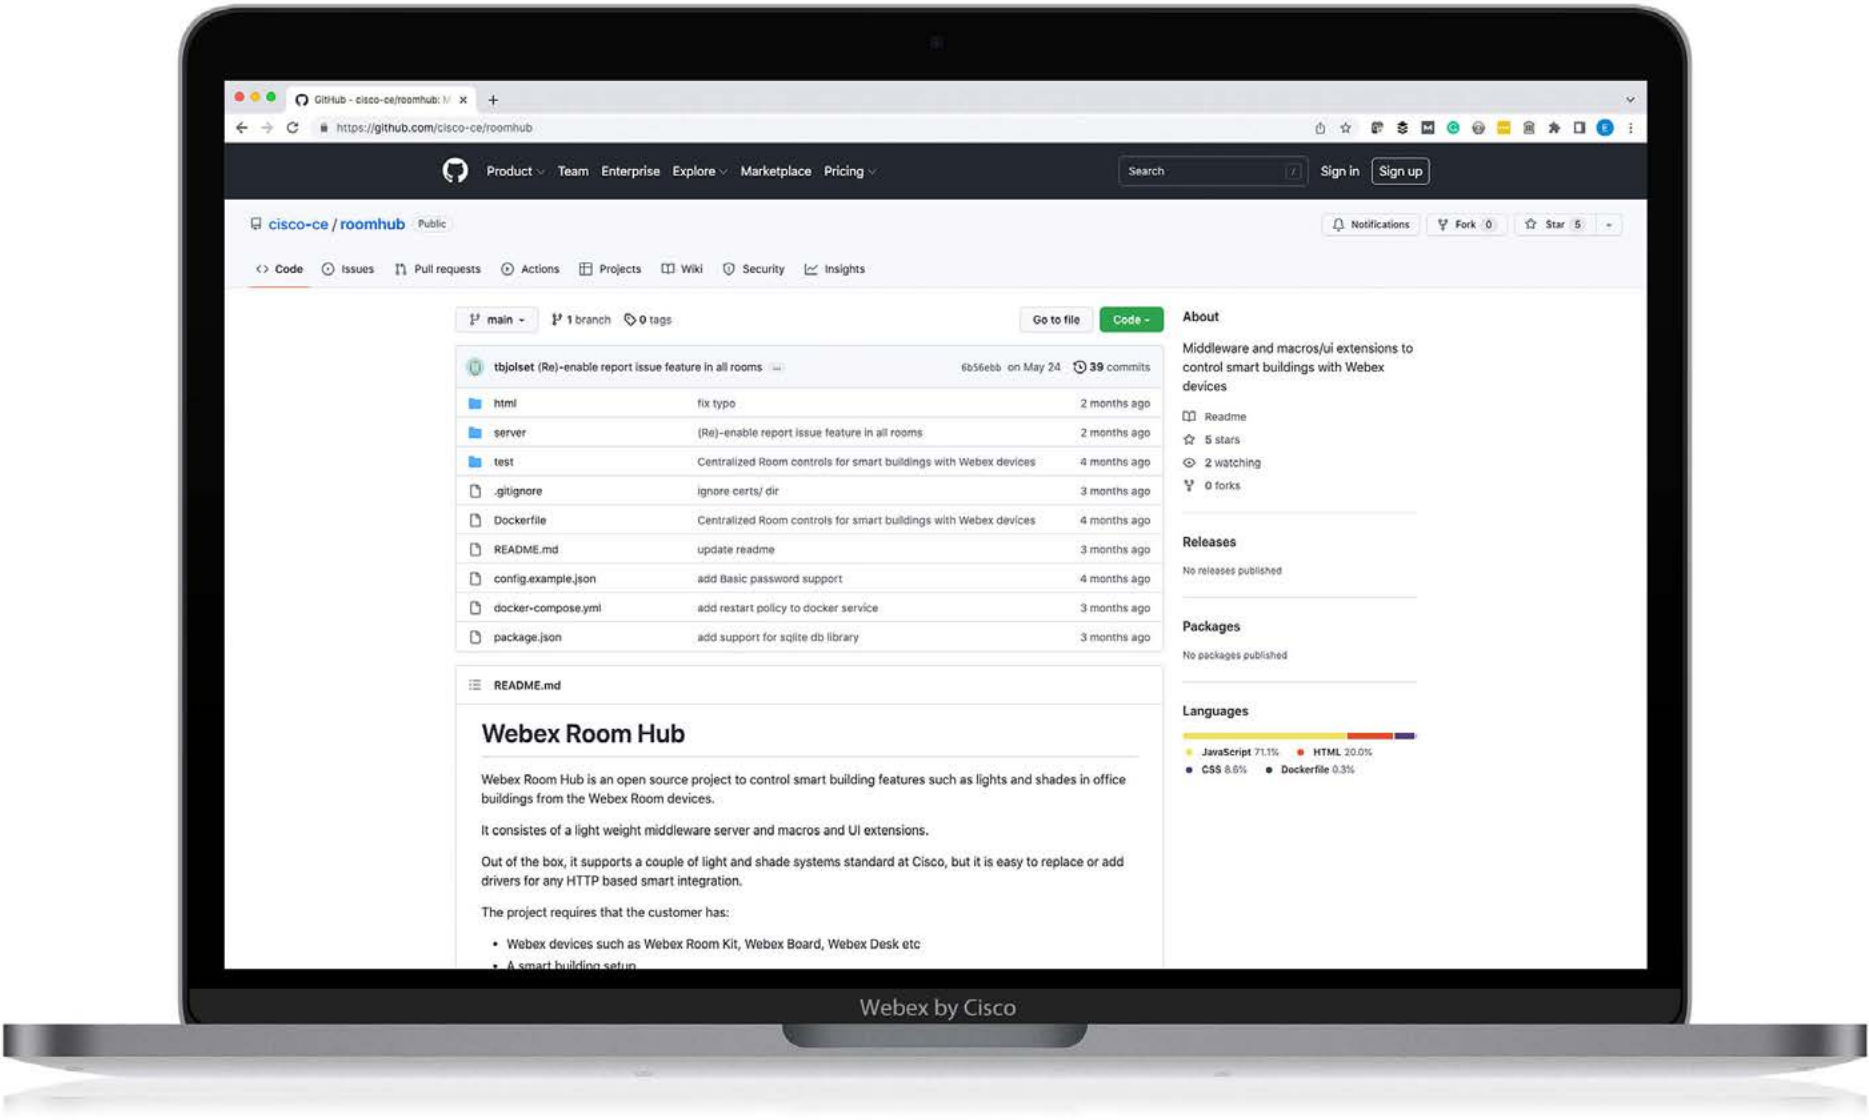 GitHub - cisco-ce/roomhub: M
https://github.com/cisco-ce/roomhub
E
Product Team Enterprise Explore Marketplace Pricing
Search /
Sign in Sign up
cisco-ce / roomhub Public
Notifications Fork 0 Star 5
Code Issues Pull requests Actions Projects Wiki Security Insights
main 1 branch 0 tags
Go to file Code
tbjolset (Re)-enable report issue feature in all rooms ... 6b56ebb on May 24 39 commits
html fix typo 2 months ago
server (Re)-enable report issue feature in all rooms 2 months ago
test Centralized Room controls for smart buildings with Webex devices 4 months ago
.gitignore ignore certs/ dir 3 months ago
Dockerfile Centralized Room controls for smart buildings with Webex devices 4 months ago
README.md update readme 3 months ago
config.example.json add Basic password support 4 months ago
docker-compose.yml add restart policy to docker service 3 months ago
package.json add support for sqlite db library 3 months ago
README.md
Webex Room Hub
Webex Room Hub is an open source project to control smart building features such as lights and shades in office
buildings from the Webex Room devices.
It consistes of a light weight middleware server and macros and UI extensions.
Out of the box, it supports a couple of light and shade systems standard at Cisco, but it is easy to replace or add
drivers for any HTTP based smart integration.
The project requires that the customer has:
• Webex devices such as Webex Room Kit, Webex Board, Webex Desk etc
• A smart building setup
About
Middleware and macros/ui extensions to
control smart buildings with Webex
devices
Readme
5 stars
2 watching
0 forks
Releases
No releases published
Packages
No packages published
Languages
JavaScript 71.1% HTML 20.0%
CSS 8.6% Dockerfile 0.3%
Webex by Cisco